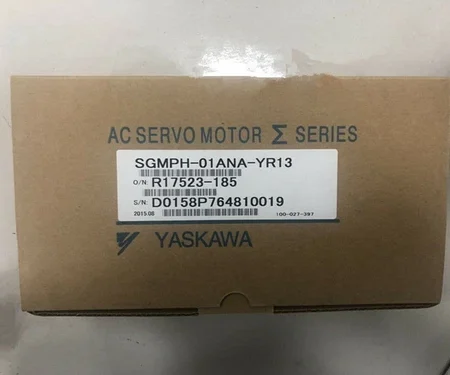 AC SERVO MOTOR Σ SERIES
SGMPH-01ANA-YR13
O/N: R17523-185
S/N: D0158P764810019
2015.08 100-027-397
YASKAWA